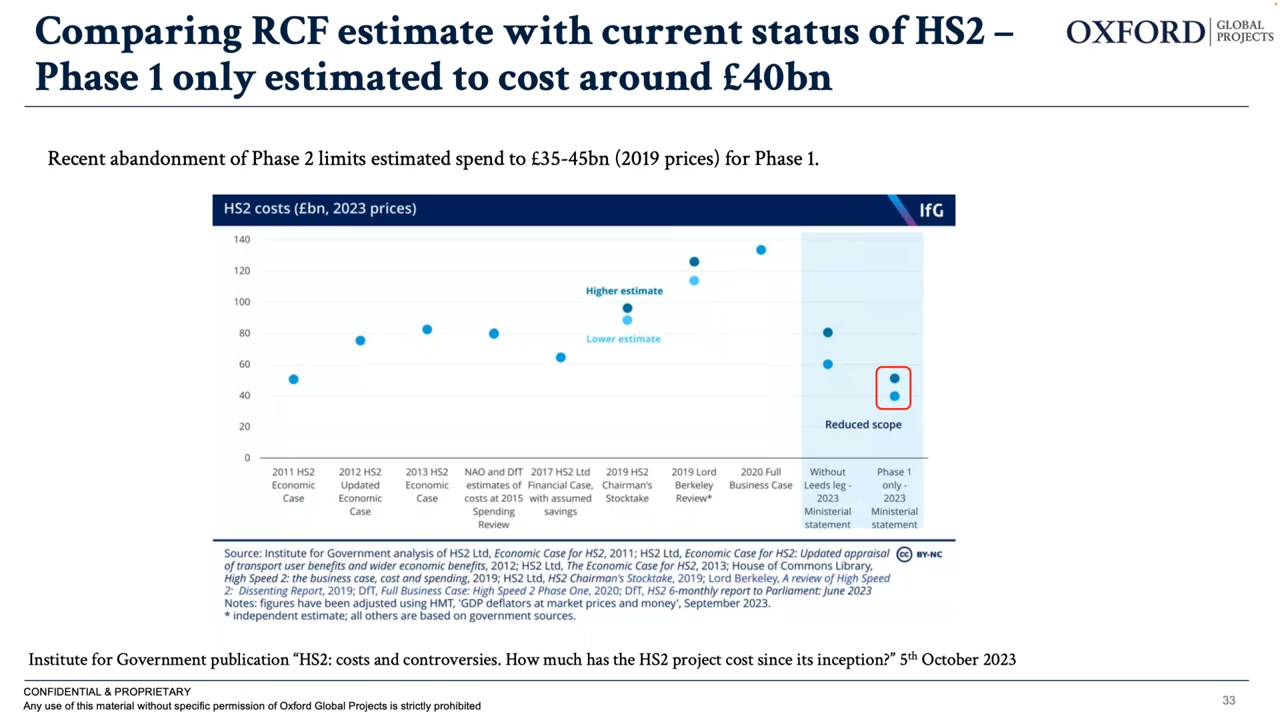 Comparing RCF estimate with current status of HS2 –
Phase 1 only estimated to cost around £40bn
OXFORD GLOBAL PROJECTS
Recent abandonment of Phase 2 limits estimated spend to £35-45bn (2019 prices) for Phase 1.
HS2 costs (£bn, 2023 prices)
IfG
140
120
100
80
60
40
20
0
Higher estimate
Lower estimate
Reduced scope
2011 HS2
Economic
Case
2012 HS2
Updated
Economic
Case
2013 HS2
Economic
Case
NAO and DfT
estimates of
costs at 2015
Spending
Review
2017 HS2 Ltd
Financial Case,
with assumed
savings
2019 HS2
Chairman's
Stocktake
2019 Lord
Berkeley
Review*
2020 Full
Business Case
Without
Leeds leg -
2023
Ministerial
statement
Phase 1
only -
2023
Ministerial
statement
Source: Institute for Government analysis of HS2 Ltd, Economic Case for HS2, 2011; HS2 Ltd, Economic Case for HS2: Updated appraisal
of transport user benefits and wider economic benefits, 2012; HS2 Ltd, The Economic Case for HS2, 2013; House of Commons Library,
High Speed 2: the business case, cost and spending, 2019; HS2 Ltd, HS2 Chairman's Stocktake, 2019; Lord Berkeley, A review of High Speed
2: Dissenting Report, 2019; DfT, Full Business Case: High Speed 2 Phase One, 2020; DfT, HS2 6-monthly report to Parliament: June 2023
Notes: figures have been adjusted using HMT, 'GDP deflators at market prices and money', September 2023.
* independent estimate; all others are based on government sources.
cc BY-NC
Institute for Government publication “HS2: costs and controversies. How much has the HS2 project cost since its inception?” 5th October 2023
CONFIDENTIAL & PROPRIETARY
Any use of this material without specific permission of Oxford Global Projects is strictly prohibited
33